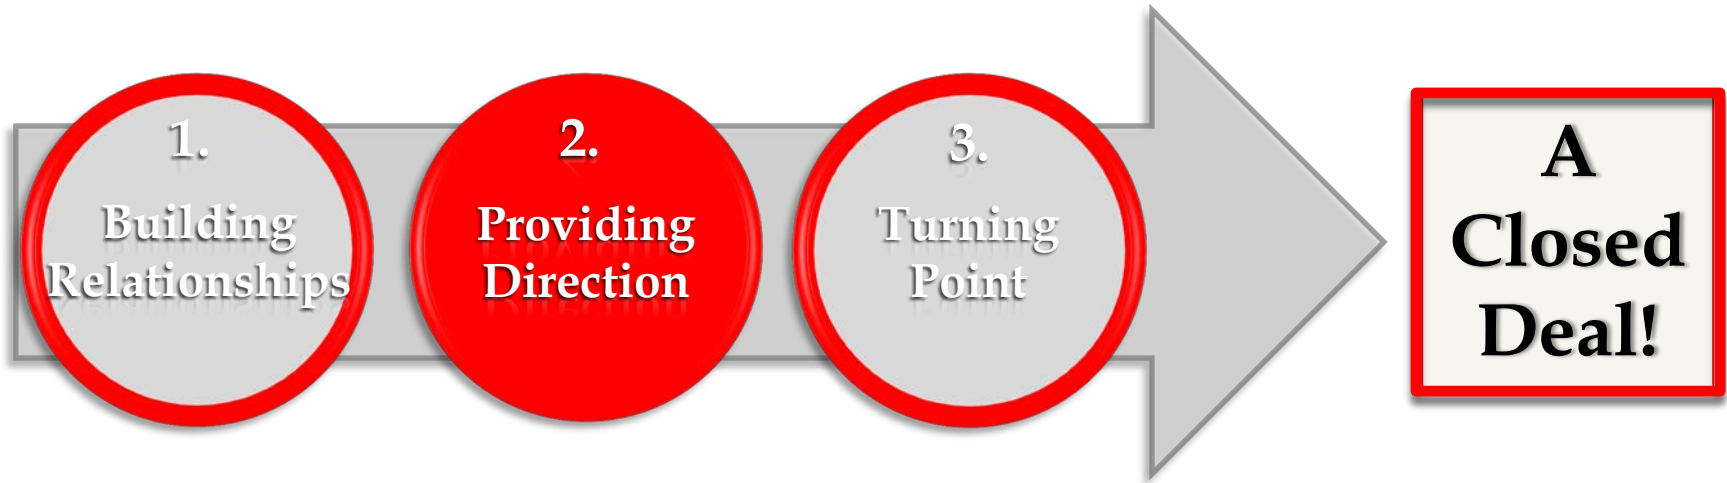 1.
Building
Relationships
2.
Providing
Direction
3.
Turning
Point
A
Closed
Deal!